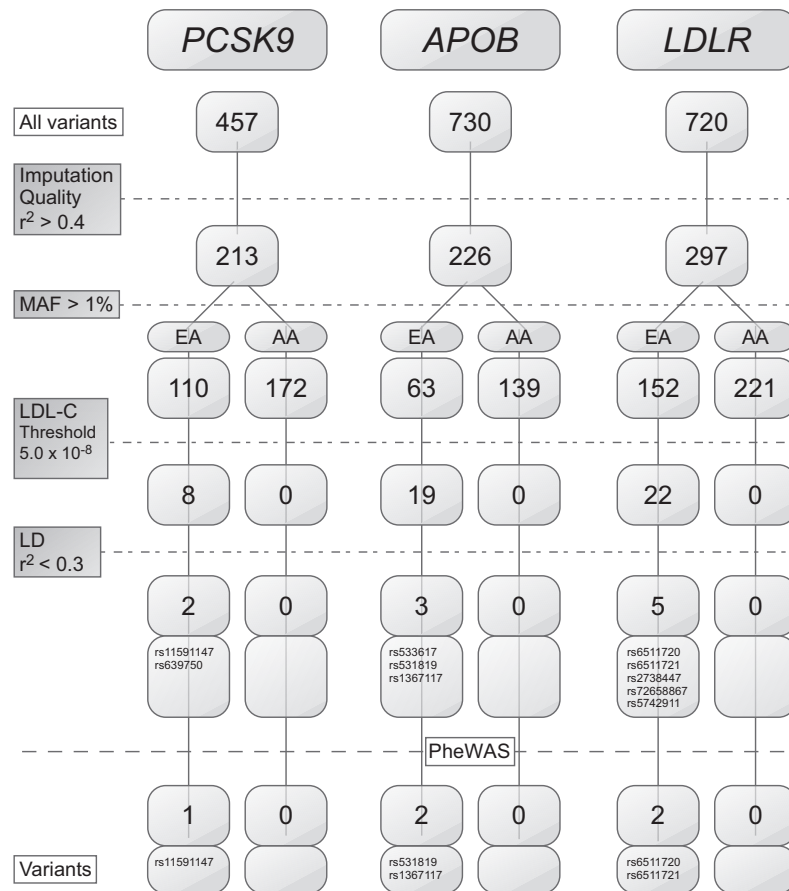 PCSK9 APOB LDLR
All variants 457 730 720
Imputation
Quality
r² > 0.4
213 226 297
MAF > 1%
EA AA EA AA EA AA
110 172 63 139 152 221
LDL-C
Threshold
5.0 x 10⁻⁸
8 0 19 0 22 0
LD
r² < 0.3
2 0 3 0 5 0
rs11591147
rs639750
rs533617
rs531819
rs1367117
rs6511720
rs6511721
rs2738447
rs72658867
rs5742911
PheWAS
1 0 2 0 2 0
Variants
rs11591147
rs531819
rs1367117
rs6511720
rs6511721